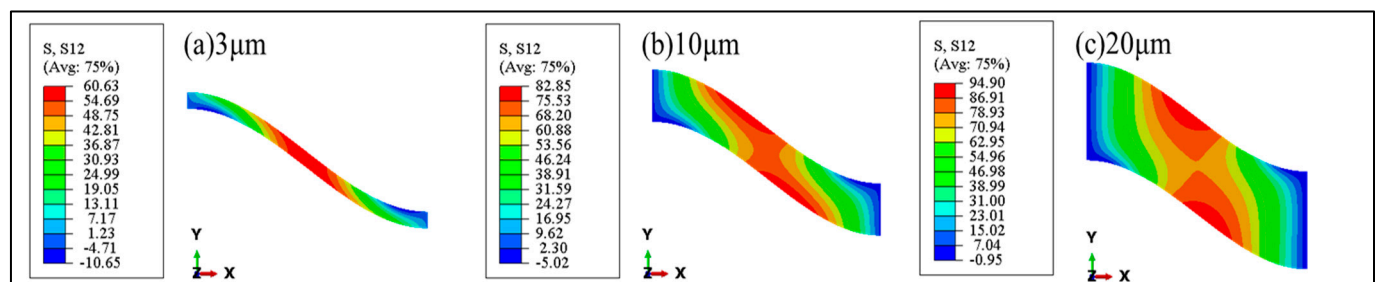 (a)3μm
S, S12
(Avg: 75%)
60.63
54.69
48.75
42.81
36.87
30.93
24.99
19.05
13.11
7.17
1.23
-4.71
-10.65
Y
Z X
(b)10μm
S, S12
(Avg: 75%)
82.85
75.53
68.20
60.88
53.56
46.24
38.91
31.59
24.27
16.95
9.62
2.30
-5.02
Y
Z X
(c)20μm
S, S12
(Avg: 75%)
94.90
86.91
78.93
70.94
62.95
54.96
46.98
38.99
31.00
23.01
15.02
7.04
-0.95
Y
Z X